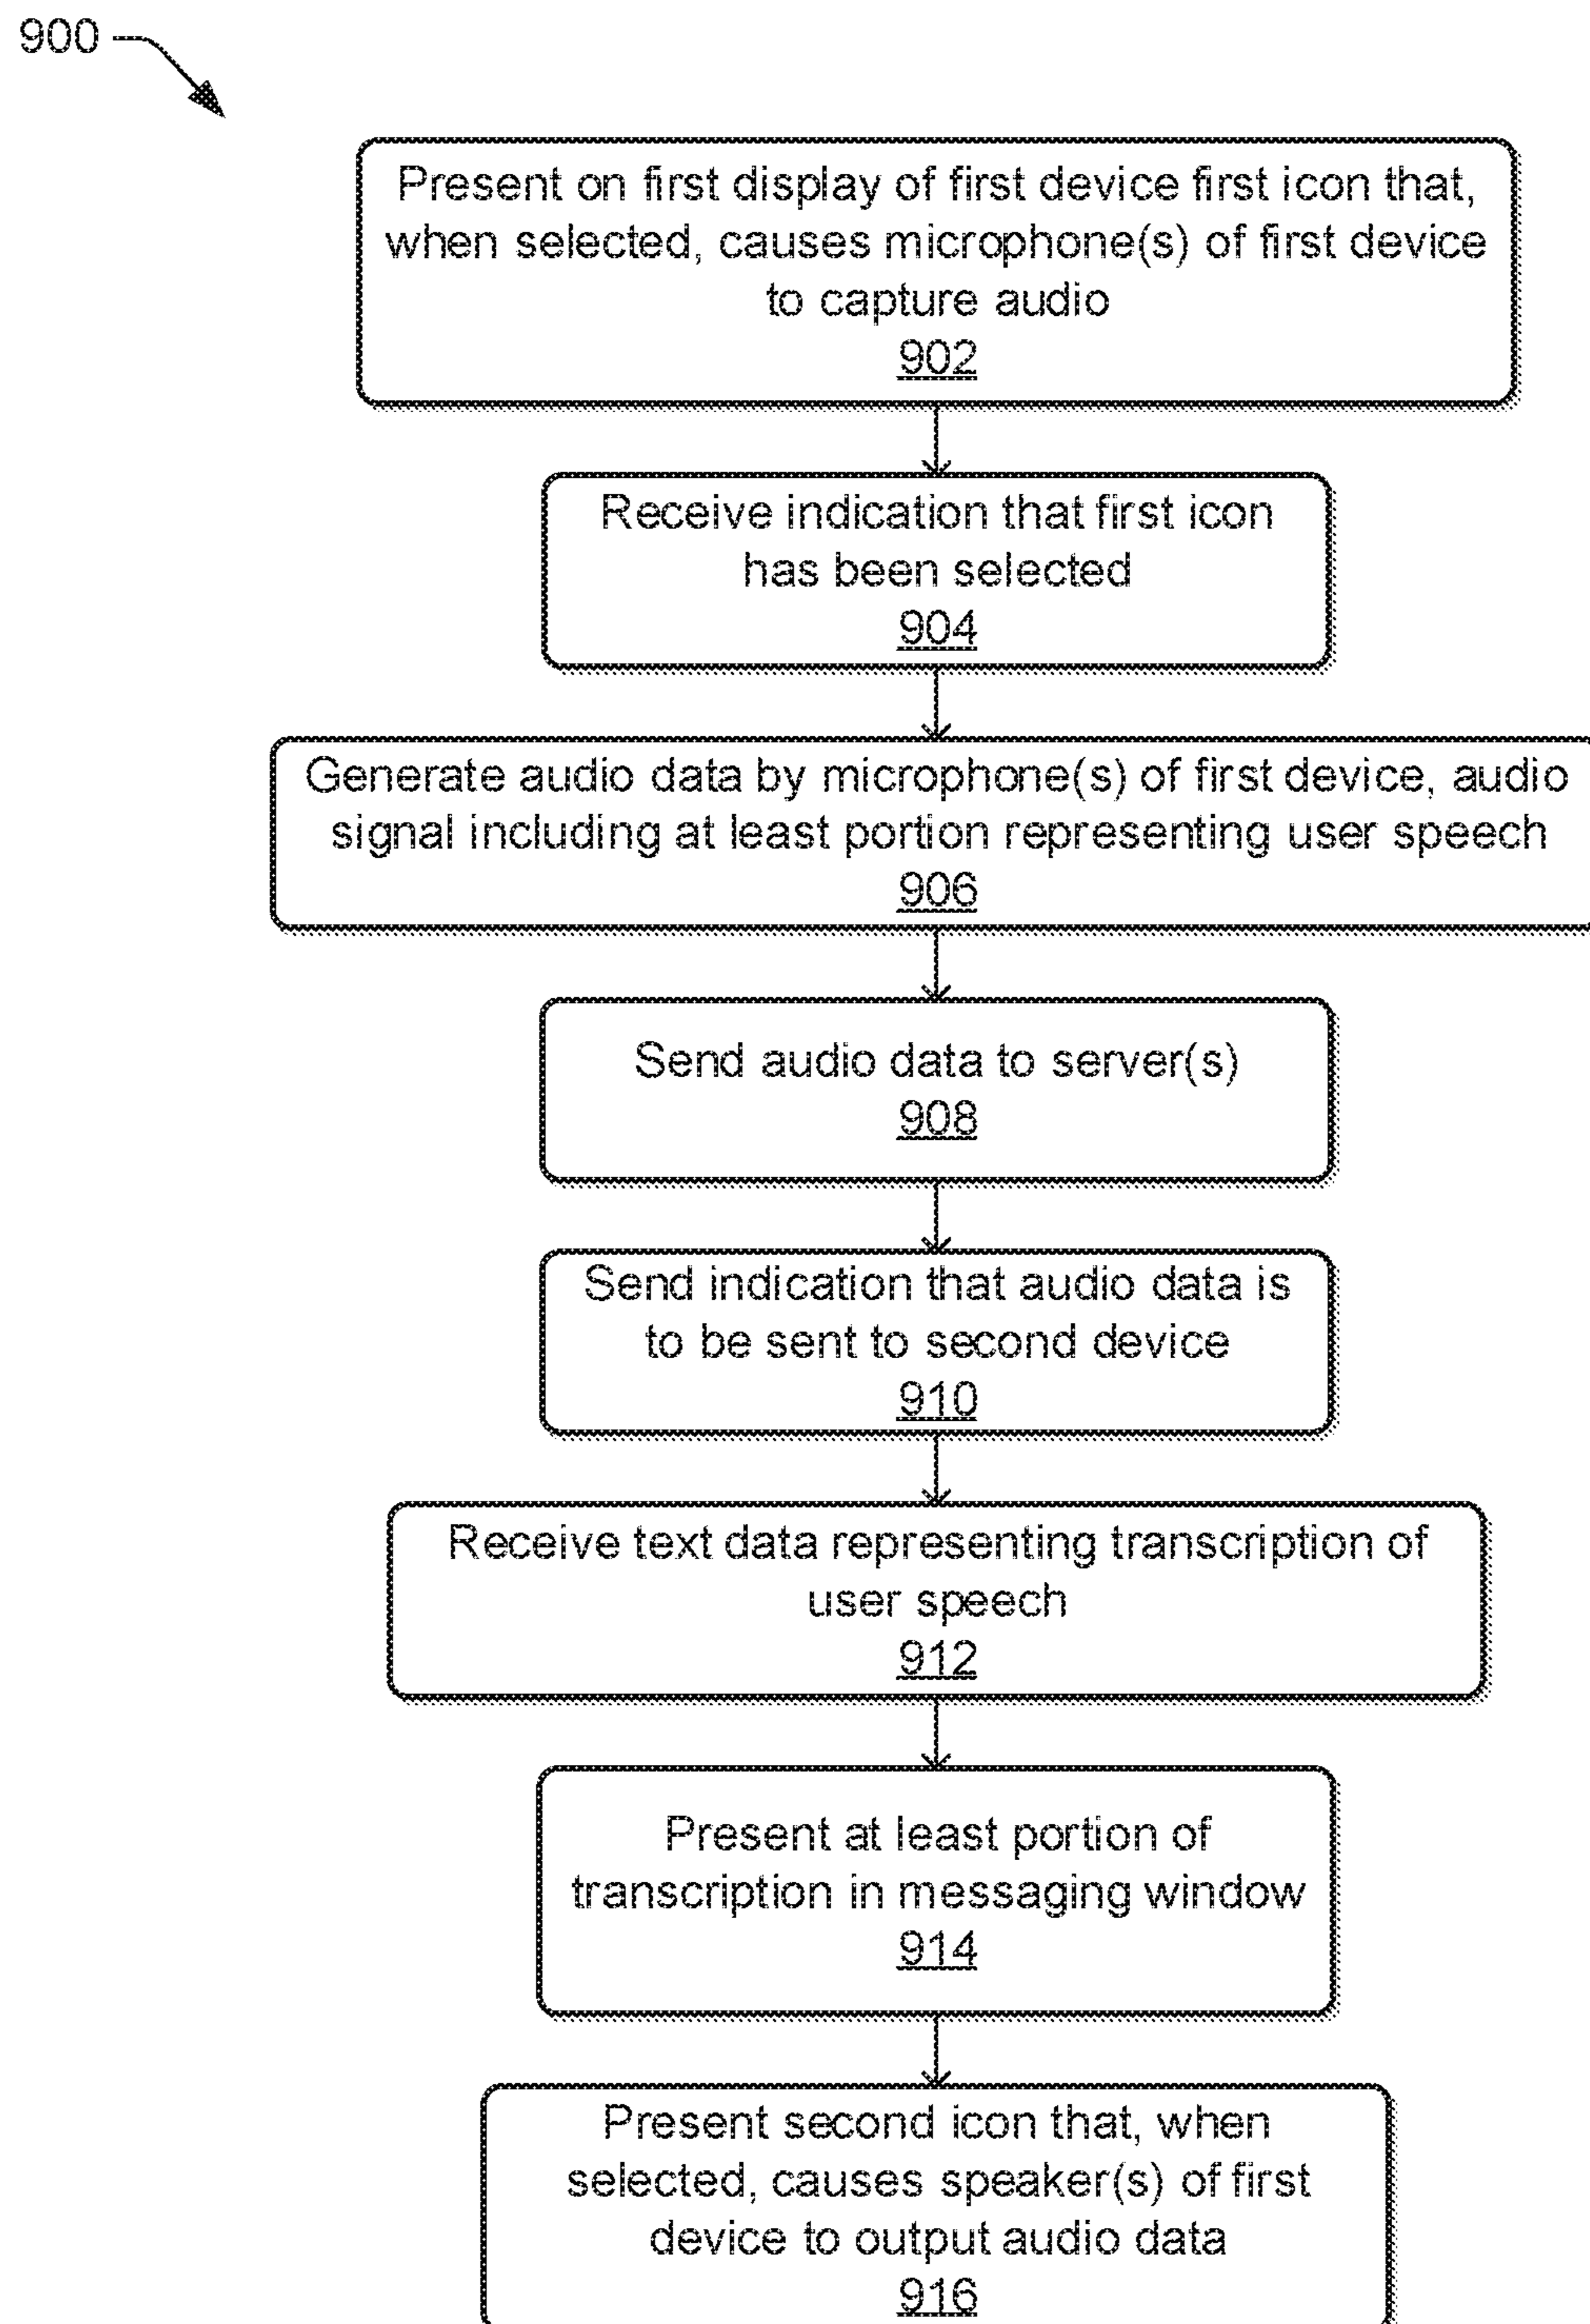 900
Present on first display of first device first icon that,
when selected, causes microphone(s) of first device
to capture audio
902
Receive indication that first icon
has been selected
904
Generate audio data by microphone(s) of first device, audio
signal including at least portion representing user speech
906
Send audio data to server(s)
908
Send indication that audio data is
to be sent to second device
910
Receive text data representing transcription of
user speech
912
Present at least portion of
transcription in messaging window
914
Present second icon that, when
selected, causes speaker(s) of first
device to output audio data
916